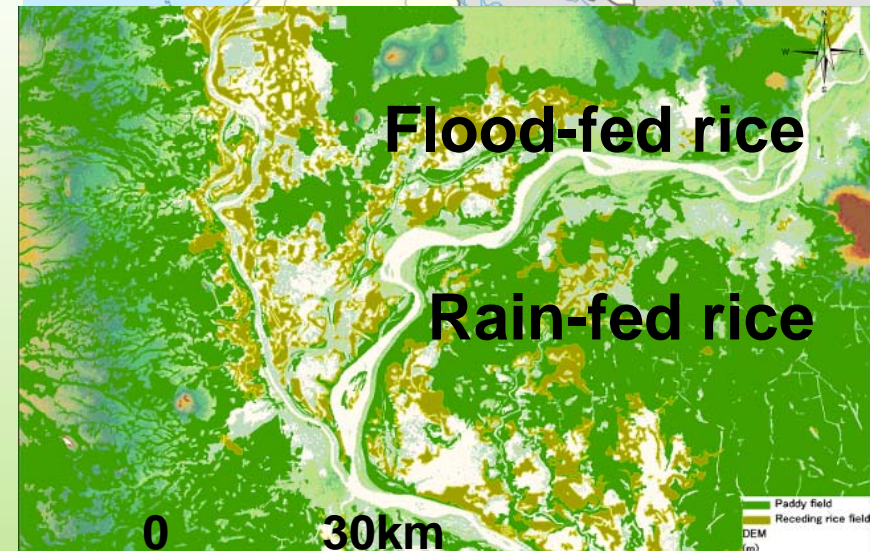 N
W E
S
Flood-fed rice
Rain-fed rice
0 30km
Paddy field
Receding rice field
DEM
(m)